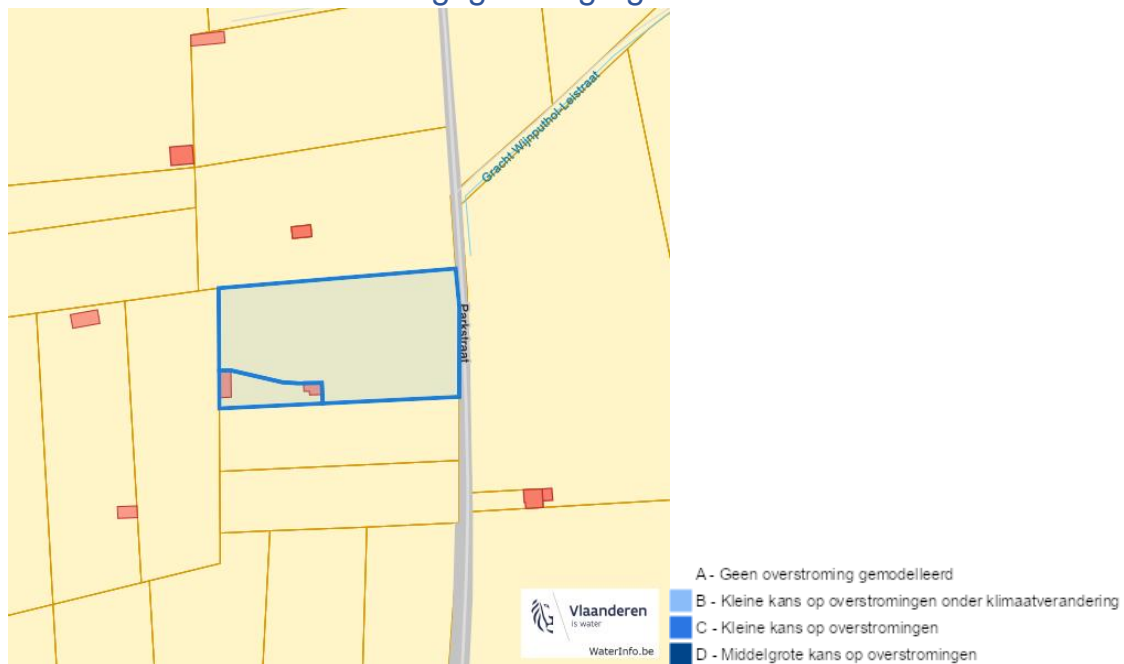 Gracht Wijnputhol-Leistraat
Parkstraat
Vlaanderen
is water
WaterInfo.be
A - Geen overstroming gemodelleerd
B - Kleine kans op overstromingen onder klimaatverandering
C - Kleine kans op overstromingen
D - Middelgrote kans op overstromingen